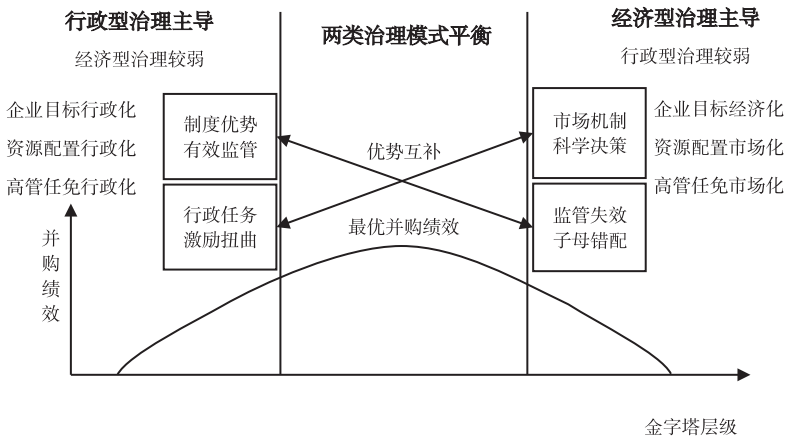 行政型治理主导
经济型治理较弱
两类治理模式平衡
经济型治理主导
行政型治理较弱
企业目标行政化
资源配置行政化
高管任免行政化
制度优势
有效监管
行政任务
激励扭曲
优势互补
最优并购绩效
市场机制
科学决策
监管失效
子母错配
企业目标经济化
资源配置市场化
高管任免市场化
并购绩效
金字塔层级